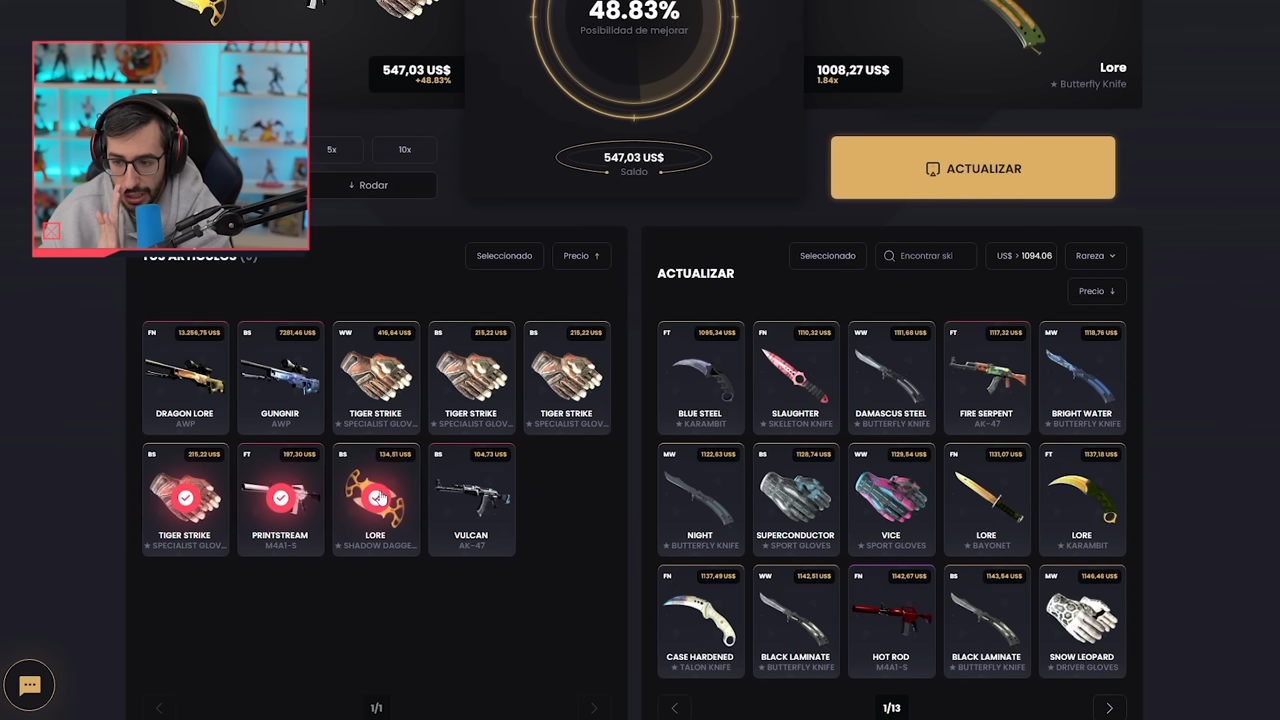 48.83%
Posibilidad de mejorar
547,03 US$
+48.83%
1008,27 US$
1.84x
Lore
★ Butterfly Knife
5x
10x
↓ Rodar
547,03 US$
Saldo
ACTUALIZAR
Seleccionado
Precio ↑
ACTUALIZAR
Seleccionado
Encontrar ski
US$ > 1094.06
Rareza
Precio ↓
FN 13.256,75 US$
DRAGON LORE
AWP
BS 7281,46 US$
GUNGNIR
AWP
WW 416,64 US$
TIGER STRIKE
★ SPECIALIST GLOV...
BS 215,22 US$
TIGER STRIKE
★ SPECIALIST GLOV...
BS 215,22 US$
TIGER STRIKE
★ SPECIALIST GLOV...
BS 215,22 US$
TIGER STRIKE
★ SPECIALIST GLOV...
FT 197,30 US$
PRINTSTREAM
M4A1-S
BS 134,51 US$
LORE
★ SHADOW DAGGE...
BS 104,73 US$
VULCAN
AK-47
1/1
FT 1095,34 US$
BLUE STEEL
★ KARAMBIT
FN 1110,32 US$
SLAUGHTER
★ SKELETON KNIFE
WW 1111,68 US$
DAMASCUS STEEL
★ BUTTERFLY KNIFE
FT 1117,32 US$
FIRE SERPENT
AK-47
MW 1118,76 US$
BRIGHT WATER
★ BUTTERFLY KNIFE
MW 1122,63 US$
NIGHT
★ BUTTERFLY KNIFE
BS 1128,74 US$
SUPERCONDUCTOR
★ SPORT GLOVES
WW 1129,54 US$
VICE
★ SPORT GLOVES
FN 1131,07 US$
LORE
★ BAYONET
FT 1137,18 US$
LORE
★ KARAMBIT
FN 1137,49 US$
CASE HARDENED
★ TALON KNIFE
WW 1142,51 US$
BLACK LAMINATE
★ BUTTERFLY KNIFE
FN 1142,67 US$
HOT ROD
M4A1-S
BS 1143,54 US$
BLACK LAMINATE
★ BUTTERFLY KNIFE
MW 1146,46 US$
SNOW LEOPARD
★ DRIVER GLOVES
1/13